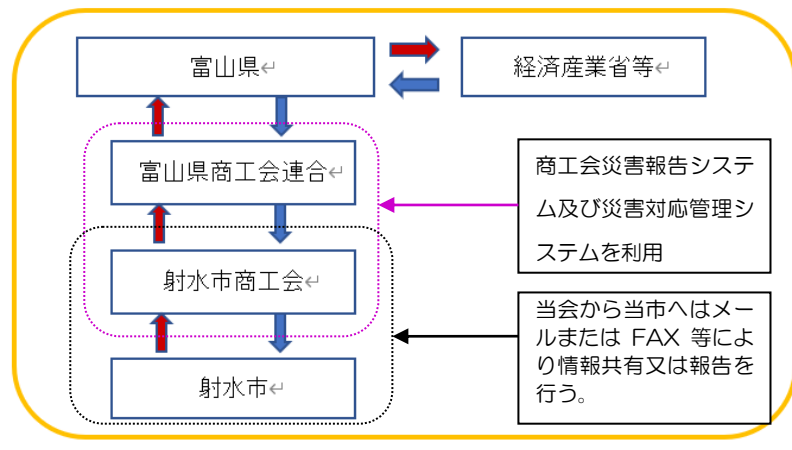 富山県↵
経済産業省等↵
富山県商工会連合↵
商工会災害報告システ
ム及び災害対応管理シ
ステムを利用
射水市商工会↵
当会から当市へはメー
ルまたは FAX 等によ
り情報共有又は報告を
行う。
射水市↵